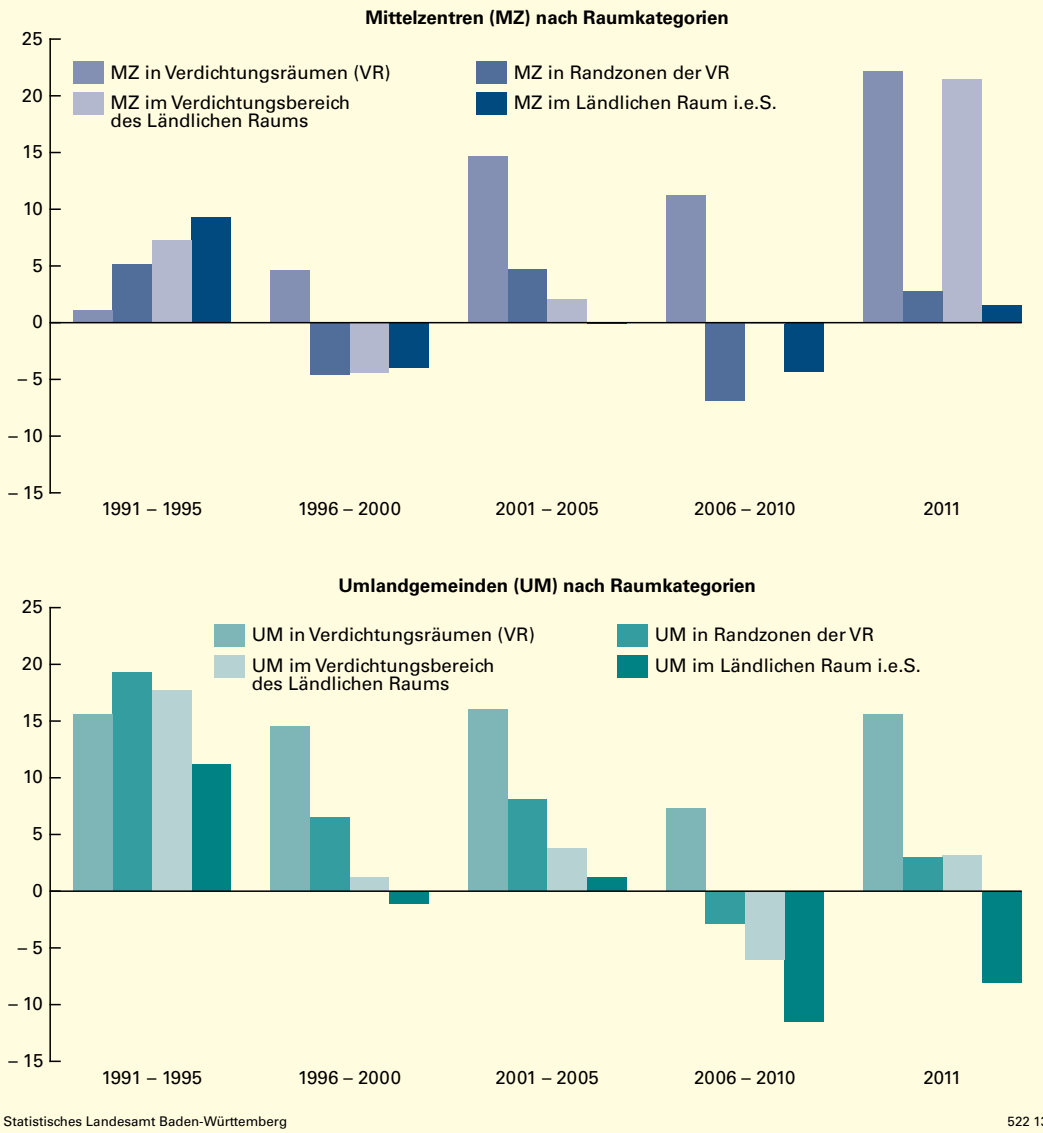 Mittelzentren (MZ) nach Raumkategorien
25
20
15
10
5
0
– 5
– 10
– 15
MZ in Verdichtungsräumen (VR)
MZ in Randzonen der VR
MZ im Verdichtungsbereich
des Ländlichen Raums
MZ im Ländlichen Raum i.e.S.
1991 – 1995
1996 – 2000
2001 – 2005
2006 – 2010
2011
Umlandgemeinden (UM) nach Raumkategorien
25
20
15
10
5
0
– 5
– 10
– 15
UM in Verdichtungsräumen (VR)
UM in Randzonen der VR
UM im Verdichtungsbereich
des Ländlichen Raums
UM im Ländlichen Raum i.e.S.
1991 – 1995
1996 – 2000
2001 – 2005
2006 – 2010
2011
Statistisches Landesamt Baden-Württemberg
522 13